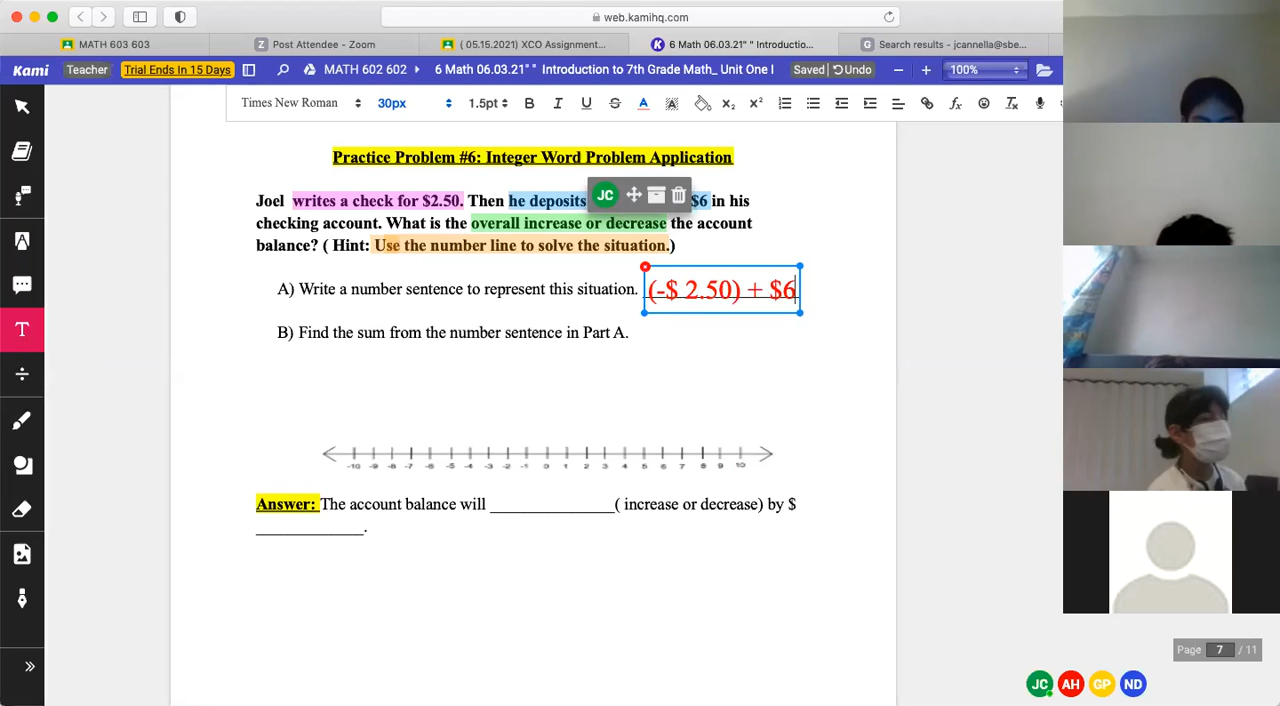 web.kamihq.com
MATH 603 603
Post Attendee - Zoom
( 05.15.2021) XCO Assignment...
6 Math 06.03.21" " Introductio...
Search results - jcannella@sbe...
Kami
Teacher
Trial Ends In 15 Days
MATH 602 602
6 Math 06.03.21"" Introduction to 7th Grade Math_ Unit One I
Saved
Undo
100%
Times New Roman
30px
1.5pt
Practice Problem #6: Integer Word Problem Application
JC
Joel writes a check for $2.50. Then he deposits $6 in his
checking account. What is the overall increase or decrease the account
balance? ( Hint: Use the number line to solve the situation.)
A) Write a number sentence to represent this situation. (-$ 2.50) + $6
B) Find the sum from the number sentence in Part A.
-10 -9 -8 -7 -6 -5 -4 -3 -2 -1 0 1 2 3 4 5 6 7 8 9 10
Answer: The account balance will _______________( increase or decrease) by $
_____________.
Page 7 / 11
JC AH GP ND